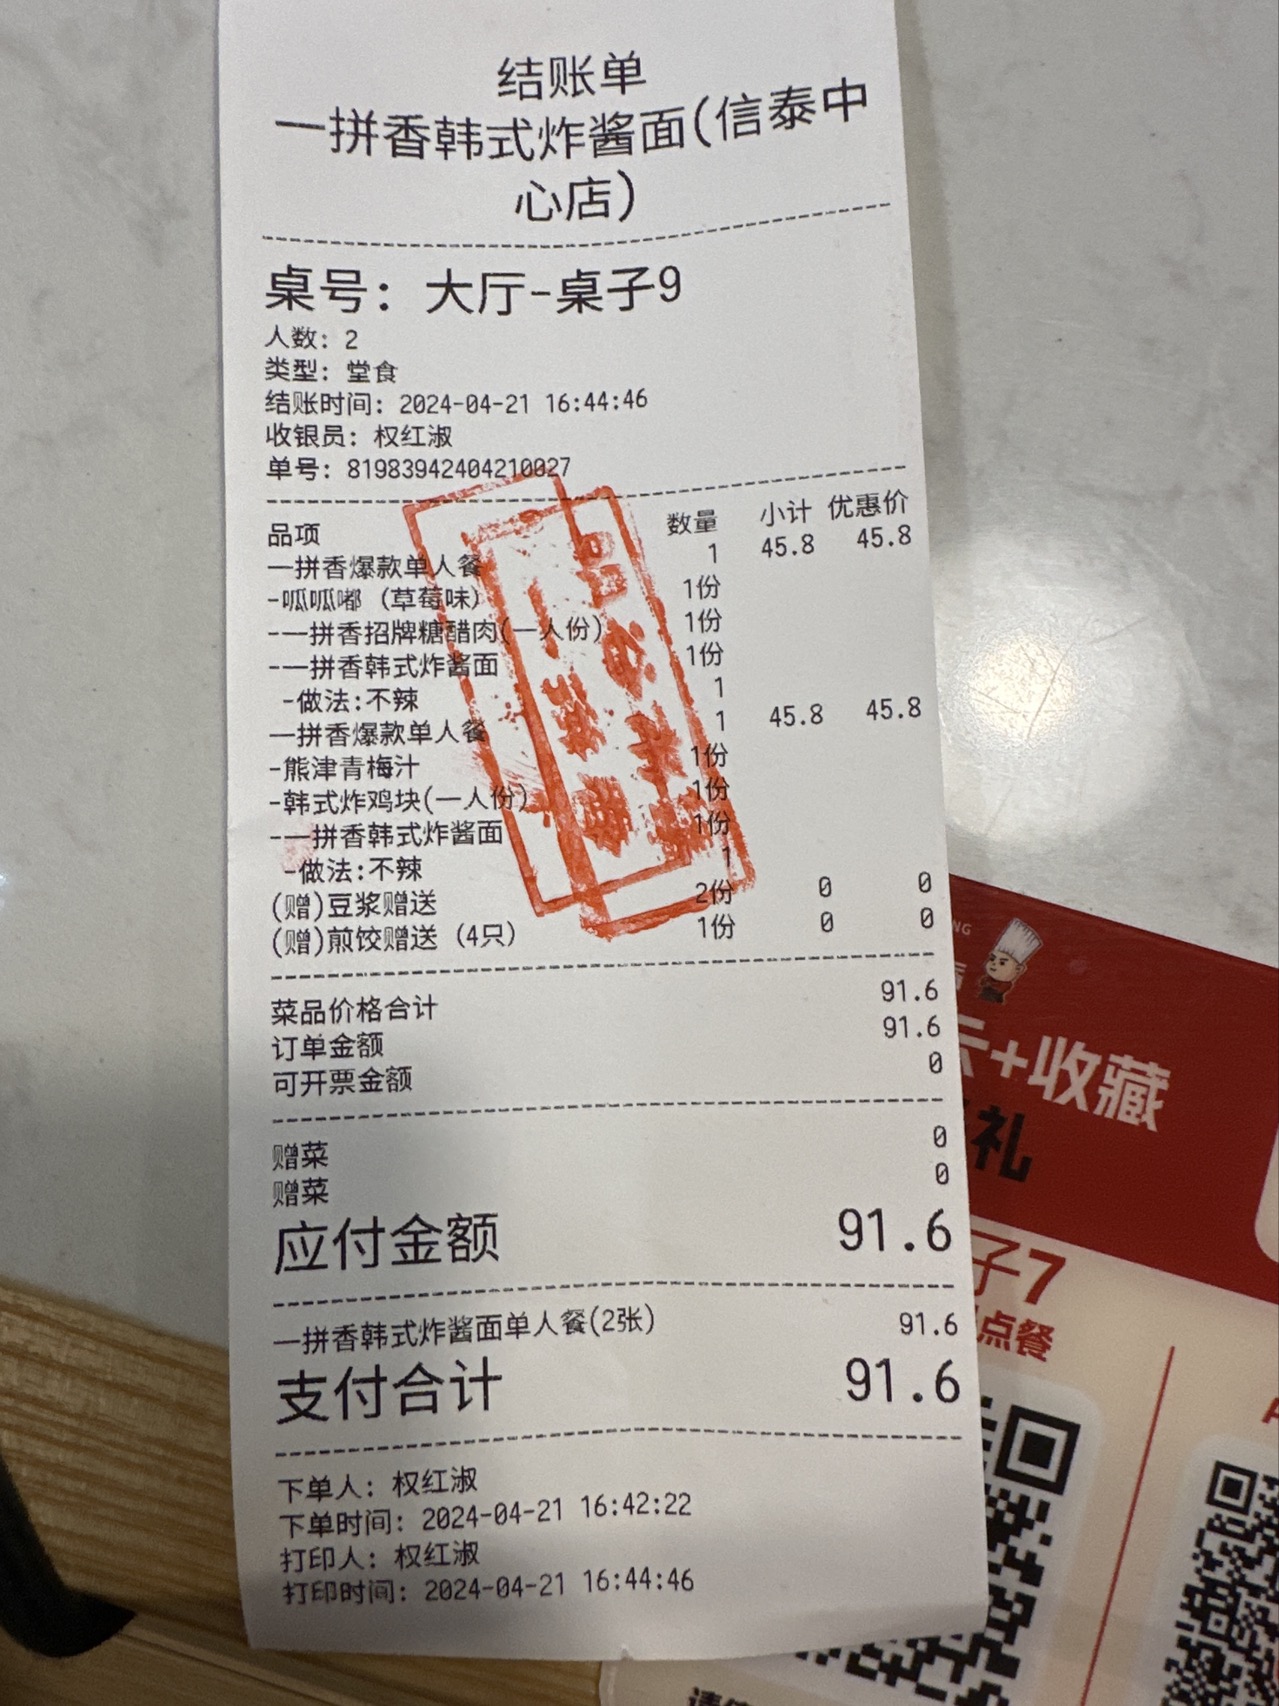 结账单
一拼香韩式炸酱面(信泰中
心店)
桌号: 大厅-桌子9
人数: 2
类型: 堂食
结账时间: 2024-04-21 16:44:46
收银员: 权红淑
单号: 81983942404210027
品项 数量 小计 优惠价
一拼香爆款单人餐 1 45.8 45.8
-呱呱嘟 (草莓味) 1份
-一拼香招牌糖醋肉(一人份) 1份
-一拼香韩式炸酱面 1份
-做法:不辣 1
一拼香爆款单人餐 1 45.8 45.8
-熊津青梅汁 1份
-韩式炸鸡块(一人份) 1份
-一拼香韩式炸酱面 1份
-做法:不辣 1
(赠)豆浆赠送 2份 0 0
(赠)煎饺赠送 (4只) 1份 0 0
菜品价格合计 91.6
订单金额 91.6
可开票金额 0
赠菜 0
赠菜 0
应付金额 91.6
一拼香韩式炸酱面单人餐(2张) 91.6
支付合计 91.6
下单人: 权红淑
下单时间: 2024-04-21 16:42:22
打印人: 权红淑
打印时间: 2024-04-21 16:44:46
NG
+收藏
礼
子7
点餐